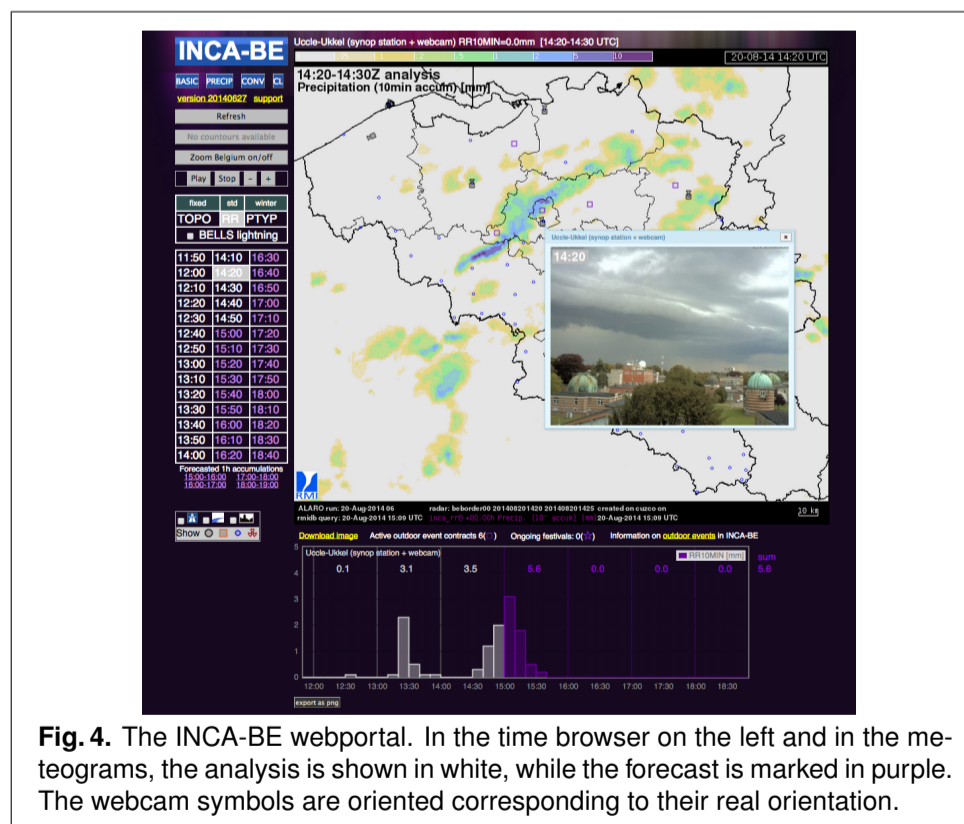 INCA-BE
BASIC PRECIP CONV CL
version 20140627 support
Refresh
No countours available
Zoom Belgium on/off
Play Stop - +
fixed std winter
TOPO RR PTYP
BELLS lightning
11:50 14:10 16:30
12:00 14:20 16:40
12:10 14:30 16:50
12:20 14:40 17:00
12:30 14:50 17:10
12:40 15:00 17:20
12:50 15:10 17:30
13:00 15:20 17:40
13:10 15:30 17:50
13:20 15:40 18:00
13:30 15:50 18:10
13:40 16:00 18:20
13:50 16:10 18:30
14:00 16:20 18:40
Forecasted 1h accumulations
15:00-16:00 17:00-18:00
16:00-17:00 18:00-19:00
Show
Uccle-Ukkel (synop station + webcam) RR10MIN=0.0mm [14:20-14:30 UTC]
20-08-14 14:20 UTC
14:20-14:30Z analysis
Precipitation (10min accum) [mm]
Uccle-Ukkel (synop station + webcam)
14:20
RMI
ALARO run: 20-Aug-2014 06 radar: beborder00 201408201420 201408201425 created on cuzco on
rmidb query: 20-Aug-2014 15:09 UTC inca_rr@ +00:00h Precip. (10' accum) [mm] 20-Aug-2014 15:09 UTC
10 km
Download image Active outdoor event contracts 6( ) Ongoing festivals: 0(☆) Information on outdoor events in INCA-BE
Uccle-Ukkel (synop station + webcam) RR10MIN [mm] sum
0.1 3.1 3.5 5.6 0.0 0.0 0.0 5.6
5
4
3
2
1
0
12:00 12:30 13:00 13:30 14:00 14:30 15:00 15:30 16:00 16:30 17:00 17:30 18:00 18:30
export as png
Fig. 4. The INCA-BE webportal. In the time browser on the left and in the me-
teograms, the analysis is shown in white, while the forecast is marked in purple.
The webcam symbols are oriented corresponding to their real orientation.